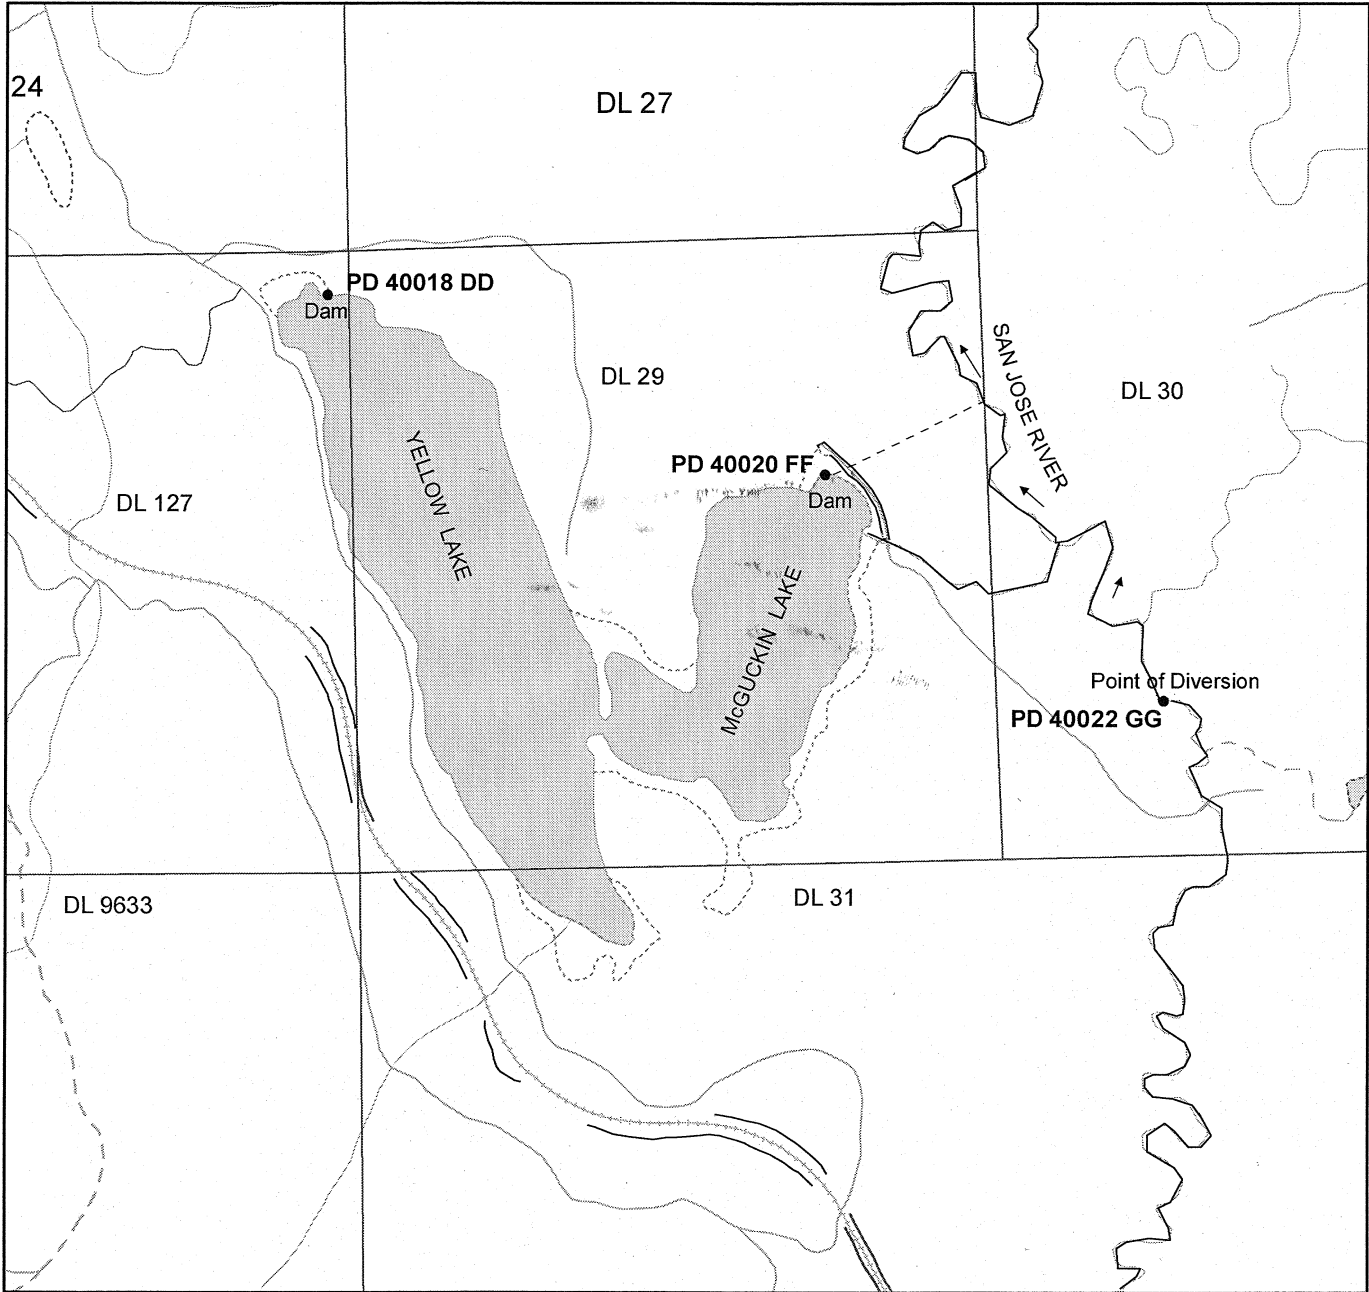 24
DL 27
PD 40018 DD
Dam
SAN JOSE RIVER
DL 29
DL 30
YELLOW LAKE
PD 40020 FF
Dam
DL 127
McGUCKIN LAKE
Point of Diversion
PD 40022 GG
DL 9633
DL 31